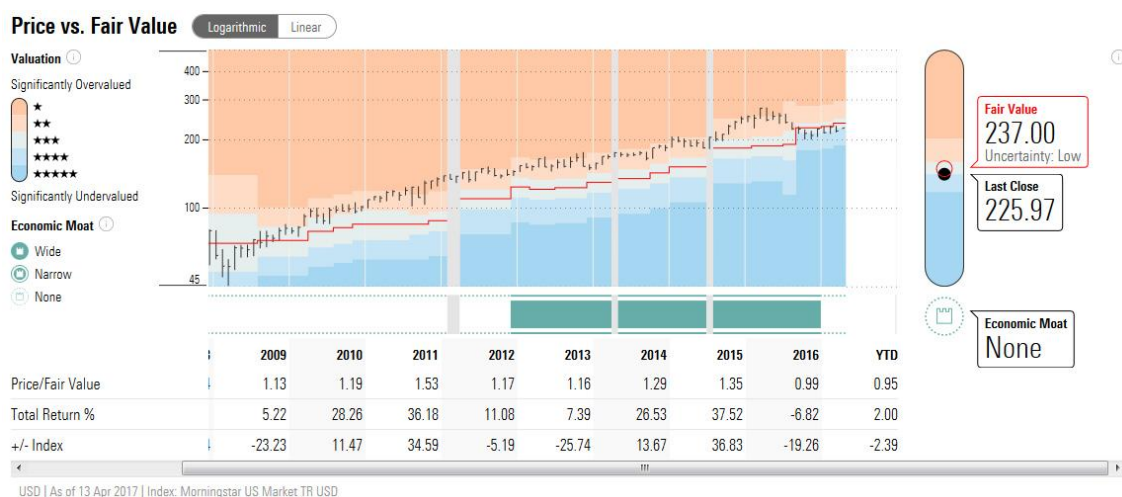 Price vs. Fair Value
Logarithmic Linear
Valuation
Significantly Overvalued
★
★★
★★★
★★★★
★★★★★
Significantly Undervalued
Economic Moat
Wide
Narrow
None
400
300
200
100
45
Fair Value
237.00
Uncertainty: Low
Last Close
225.97
Economic Moat
None
2009 2010 2011 2012 2013 2014 2015 2016 YTD
Price/Fair Value 1.13 1.19 1.53 1.17 1.16 1.29 1.35 0.99 0.95
Total Return % 5.22 28.26 36.18 11.08 7.39 26.53 37.52 -6.82 2.00
+/- Index -23.23 11.47 34.59 -5.19 -25.74 13.67 36.83 -19.26 -2.39
USD | As of 13 Apr 2017 | Index: Morningstar US Market TR USD